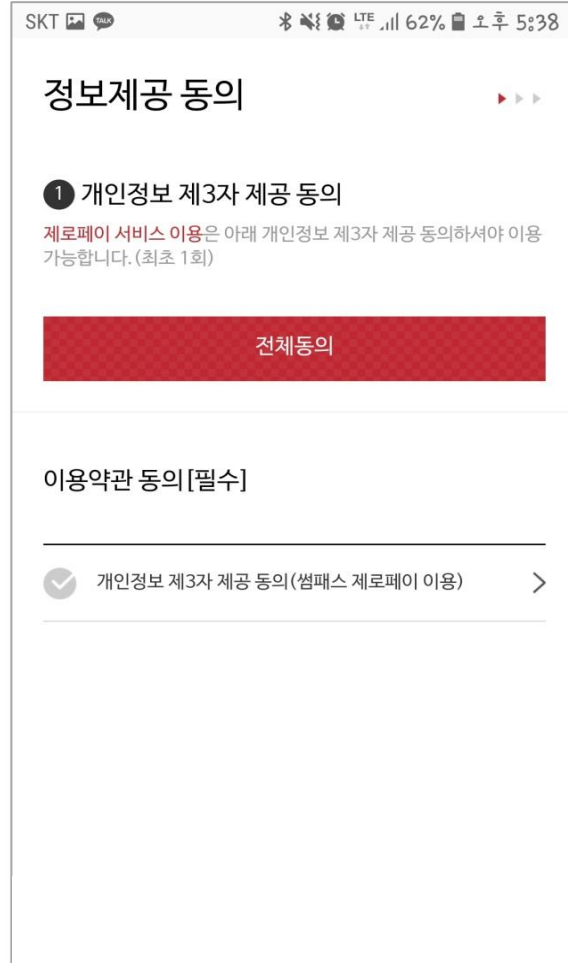 SKT TALK LTE 62% 오후 5:38
정보제공 동의
1 개인정보 제3자 제공 동의
제로페이 서비스 이용은 아래 개인정보 제3자 제공 동의하셔야 이용
가능합니다.(최초 1회)
전체동의
이용약관 동의[필수]
개인정보 제3자 제공 동의(썸패스 제로페이 이용)